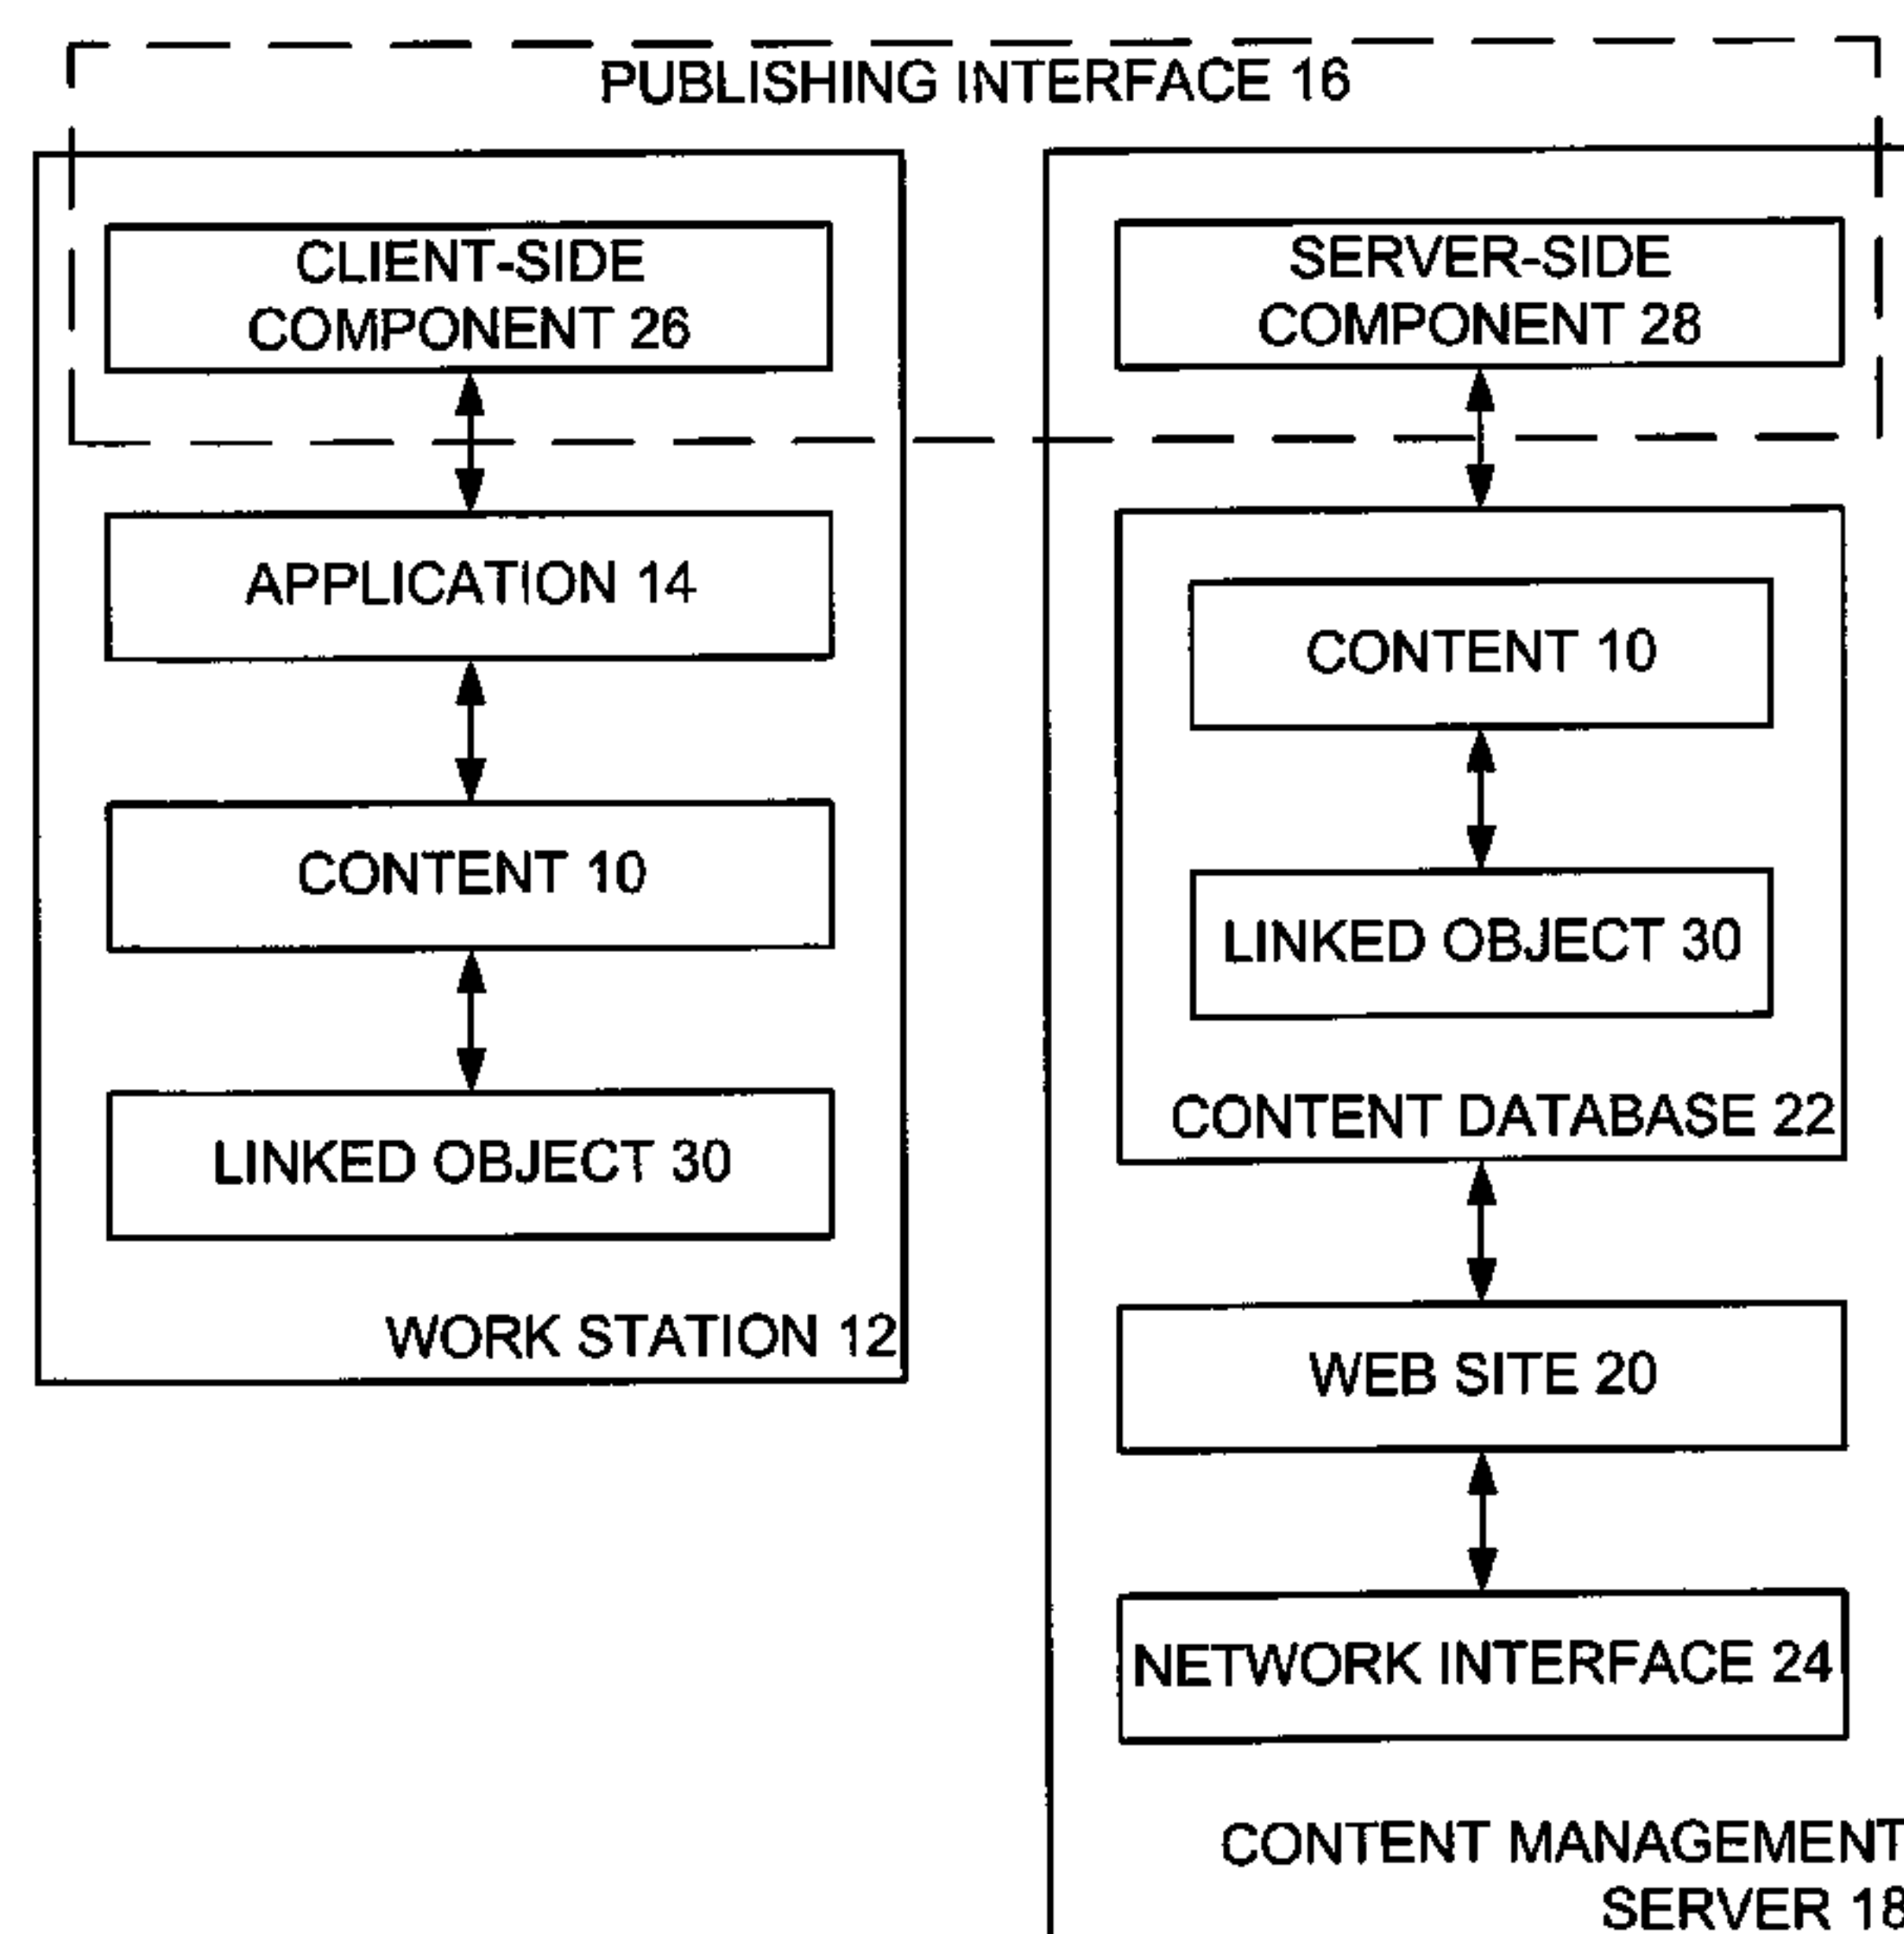 PUBLISHING INTERFACE 16
CLIENT-SIDE
COMPONENT 26
APPLICATION 14
CONTENT 10
LINKED OBJECT 30
WORK STATION 12
SERVER-SIDE
COMPONENT 28
CONTENT 10
LINKED OBJECT 30
CONTENT DATABASE 22
WEB SITE 20
NETWORK INTERFACE 24
CONTENT MANAGEMENT
SERVER 18